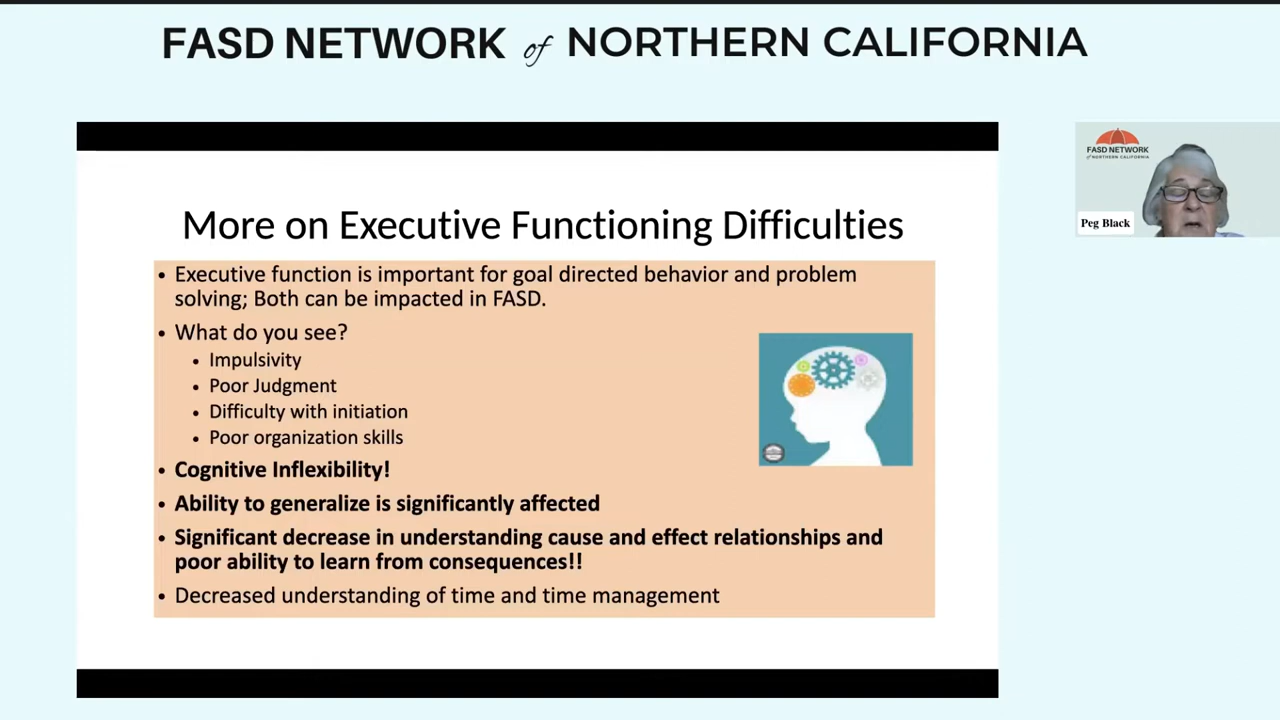 FASD NETWORK of NORTHERN CALIFORNIA
FASD NETWORK
of NORTHERN CALIFORNIA
Peg Black
More on Executive Functioning Difficulties
• Executive function is important for goal directed behavior and problem
solving; Both can be impacted in FASD.
• What do you see?
• Impulsivity
• Poor Judgment
• Difficulty with initiation
• Poor organization skills
• Cognitive Inflexibility!
• Ability to generalize is significantly affected
• Significant decrease in understanding cause and effect relationships and
poor ability to learn from consequences!!
• Decreased understanding of time and time management